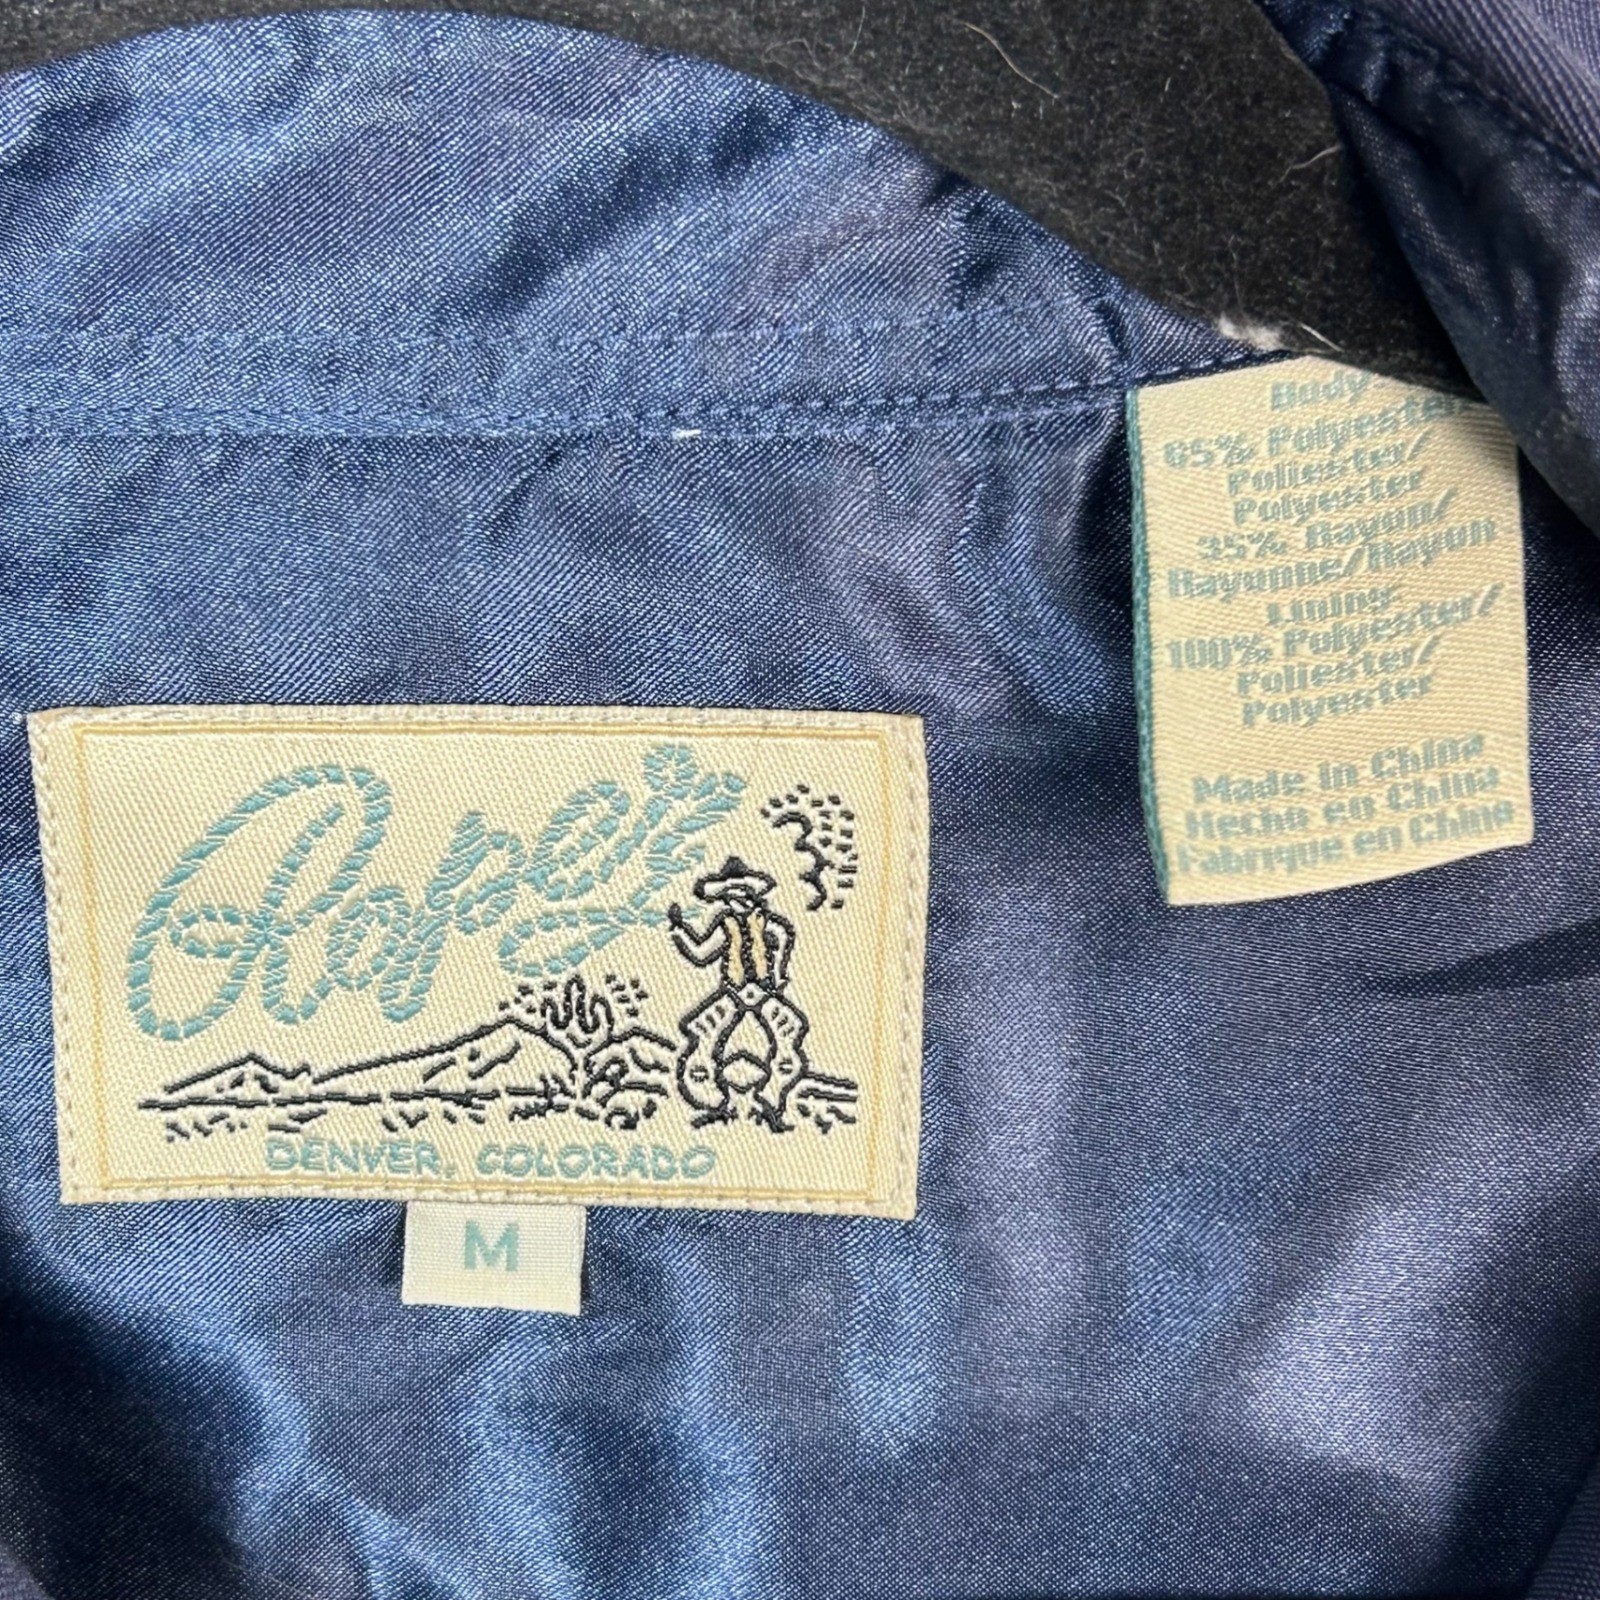 Roper
DENVER, COLORADO
M
Body:
65% Polyester/
Poliester/
Polyester
35% Rayon/
Rayonne/Rayon
Lining:
100% Polyester/
Poliester/
Polyester
Made in China
Hecho en China
Fabrique en Chine